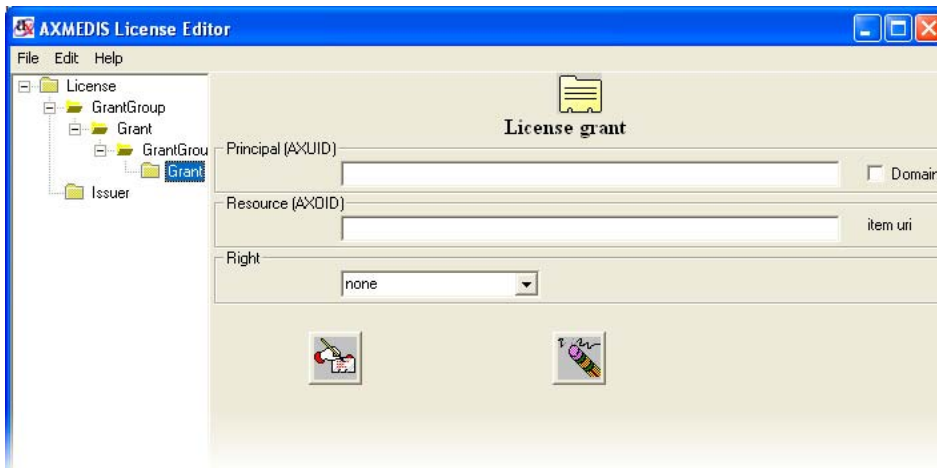 AXMEDIS License Editor
File Edit Help
License
GrantGroup
Grant
GrantGrou
Grant
Issuer
License grant
Principal (AXUID)
Domain
Resource (AXOID)
item uri
Right
none